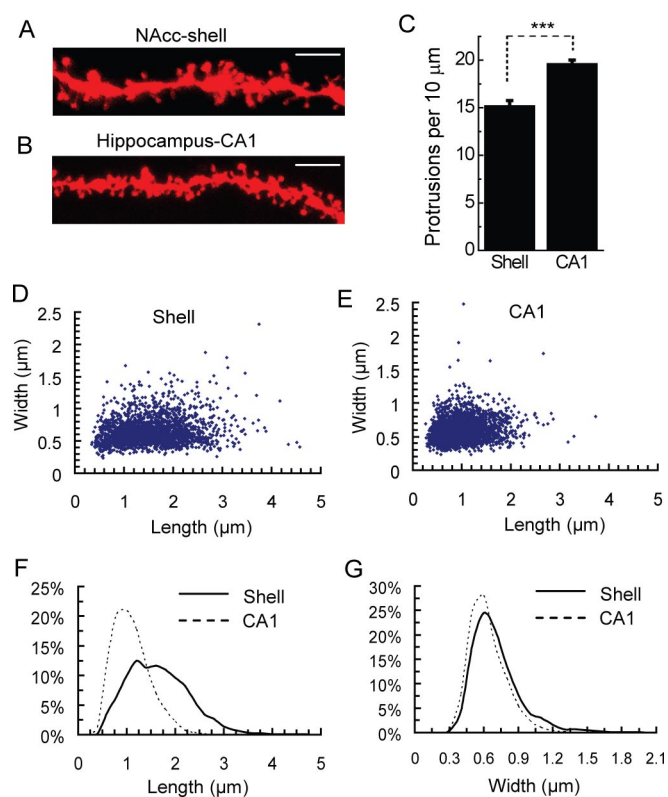 A
NAcc-shell
B
Hippocampus-CA1
C
***
Protrusions per 10 µm
20
15
10
5
0
Shell
CA1
D
Shell
Width (µm)
2.5
2
1.5
1
0.5
0
0
1
2
3
4
5
Length (µm)
E
CA1
Width (µm)
2.5
2
1.5
1
0.5
0
0
1
2
3
4
5
Length (µm)
F
Shell
CA1
25%
20%
15%
10%
5%
0%
0
1
2
3
4
5
Length (µm)
G
Shell
CA1
30%
25%
20%
15%
10%
5%
0%
0.3
0.6
0.9
1.2
1.5
1.8
2.1
Width (µm)